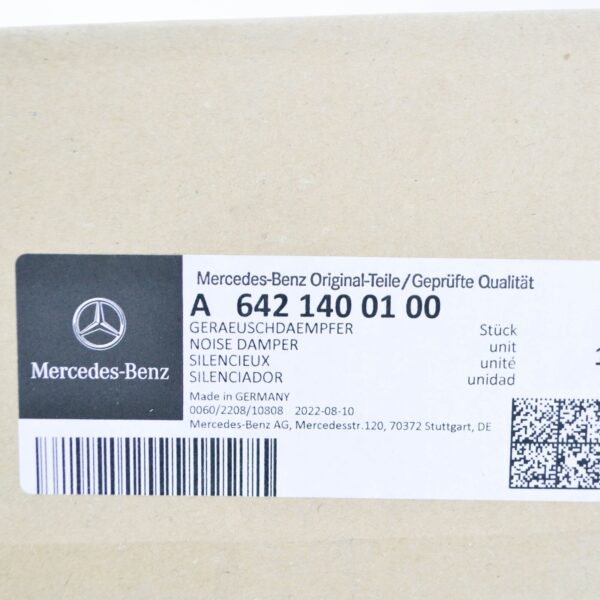 Mercedes-Benz Original-Teile/Geprüfte Qualität
A 642 140 01 00
GERAEUSCHDAEMPFER Stück
NOISE DAMPER unit
SILENCIEUX unité
SILENCIADOR unidad
Mercedes-Benz
Made in GERMANY
0060/2208/10808 2022-08-10
Mercedes-Benz AG, Mercedesstr.120, 70372 Stuttgart, DE